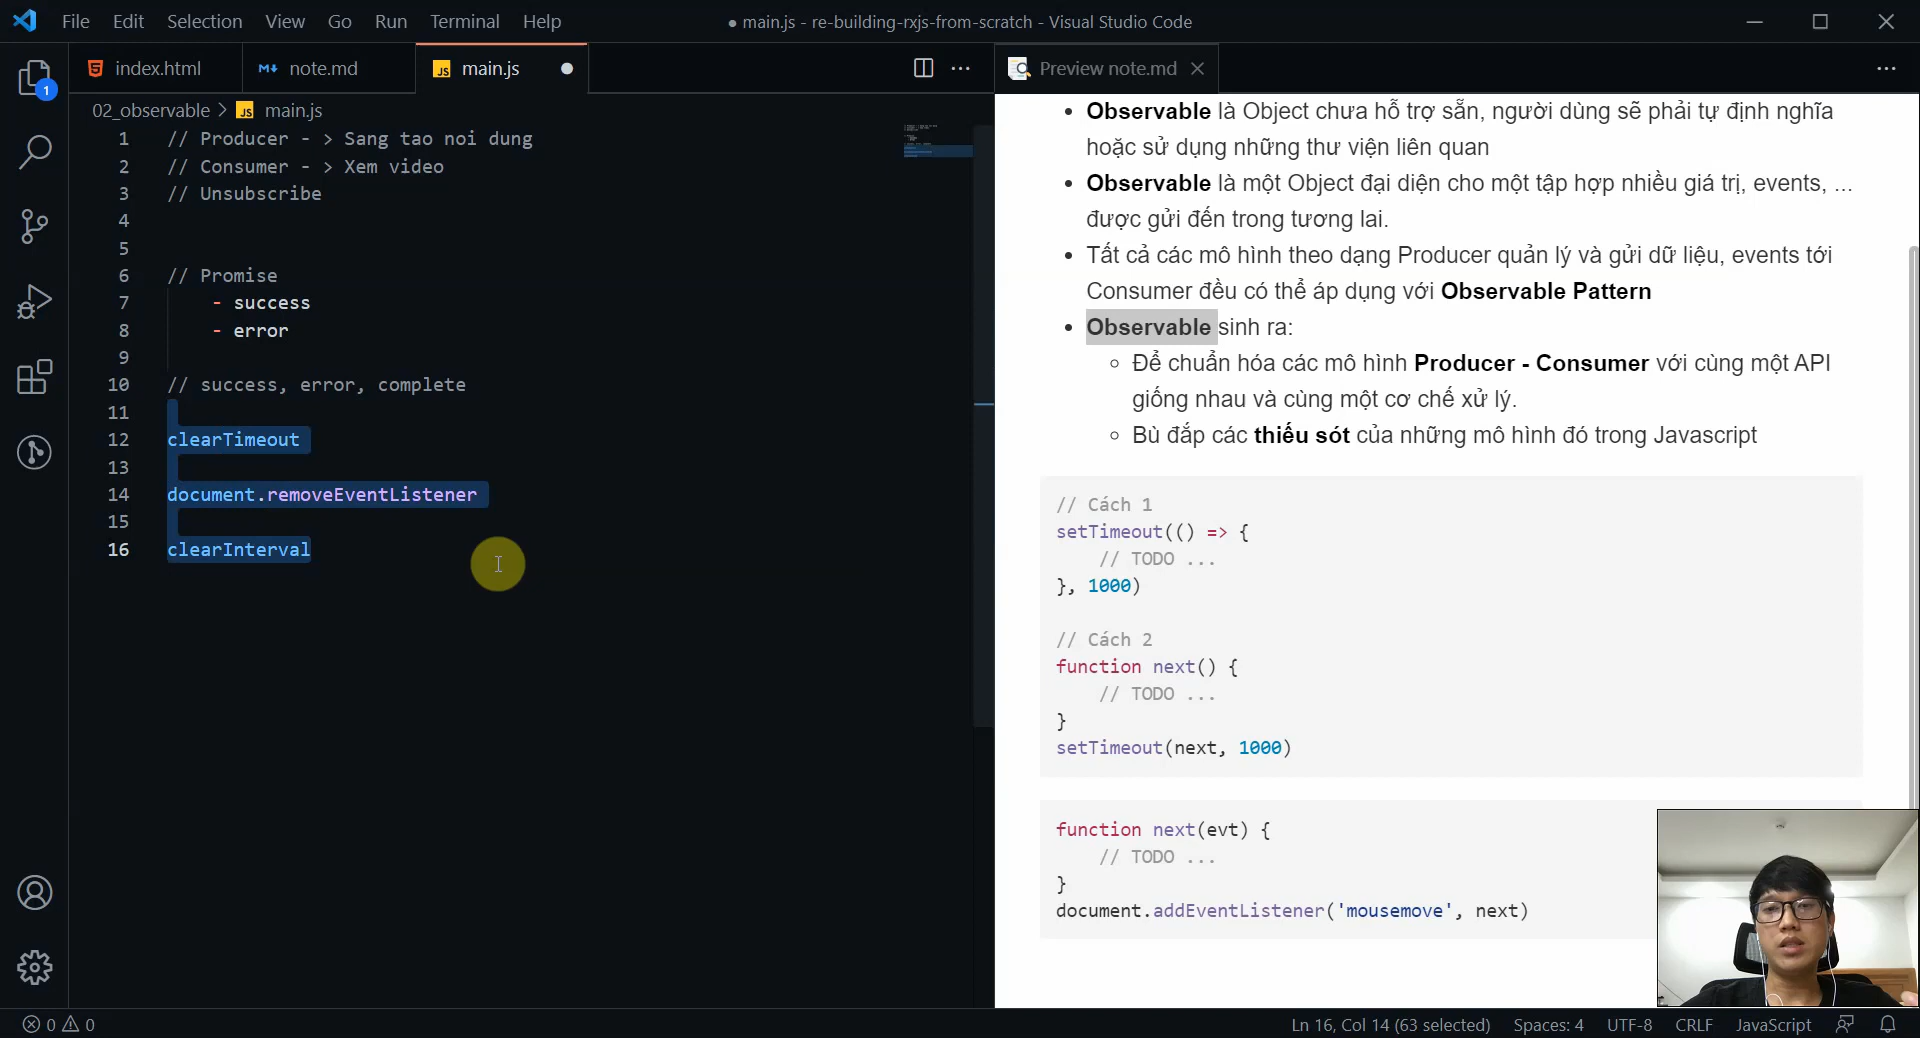 File Edit Selection View Go Run Terminal Help
● main.js - re-building-rxjs-from-scratch - Visual Studio Code
index.html
note.md
JS main.js
Preview note.md
1
02_observable > JS main.js
1 // Producer - > Sang tao noi dung
2 // Consumer - > Xem video
3 // Unsubscribe
4
5
6 // Promise
7 - success
8 - error
9
10 // success, error, complete
11
12 clearTimeout
13
14 document.removeEventListener
15
16 clearInterval
Observable là Object chưa hỗ trợ sẵn, người dùng sẽ phải tự định nghĩa
hoặc sử dụng những thư viện liên quan
Observable là một Object đại diện cho một tập hợp nhiều giá trị, events, ...
được gửi đến trong tương lai.
Tất cả các mô hình theo dạng Producer quản lý và gửi dữ liệu, events tới
Consumer đều có thể áp dụng với Observable Pattern
Observable sinh ra:
Để chuẩn hóa các mô hình Producer - Consumer với cùng một API
giống nhau và cùng một cơ chế xử lý.
Bù đắp các thiếu sót của những mô hình đó trong Javascript
// Cách 1
setTimeout(() => {
// TODO ...
}, 1000)
// Cách 2
function next() {
// TODO ...
}
setTimeout(next, 1000)
function next(evt) {
// TODO ...
}
document.addEventListener('mousemove', next)
0 0
Ln 16, Col 14 (63 selected) Spaces: 4 UTF-8 CRLF JavaScript